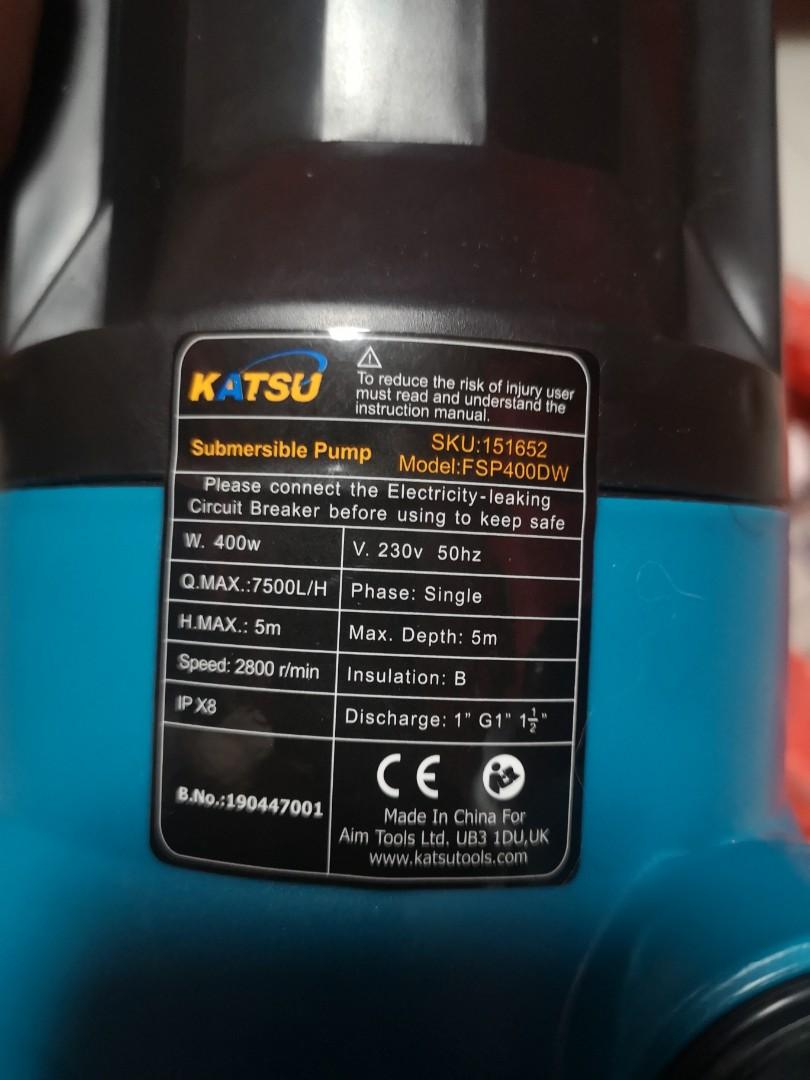 KATSU
To reduce the risk of injury user
must read and understand the
instruction manual.
Submersible Pump
SKU:151652
Model:FSP400DW
Please connect the Electricity-leaking
Circuit Breaker before using to keep safe
W. 400w
V. 230v 50hz
Q.MAX.:7500L/H
Phase: Single
H.MAX.: 5m
Max. Depth: 5m
Speed: 2800 r/min
Insulation: B
IP X8
Discharge: 1" G1" 1½"
B.No.:190447001
CE
Made In China For
Aim Tools Ltd. UB3 1DU,UK
www.katsutools.com